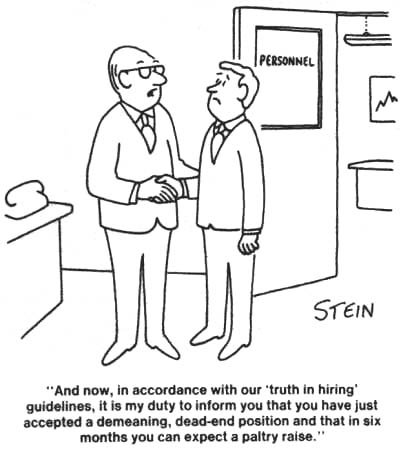 PERSONNEL
STEIN
"And now, in accordance with our 'truth in hiring'
guidelines, it is my duty to inform you that you have just
accepted a demeaning, dead-end position and that in six
months you can expect a paltry raise."